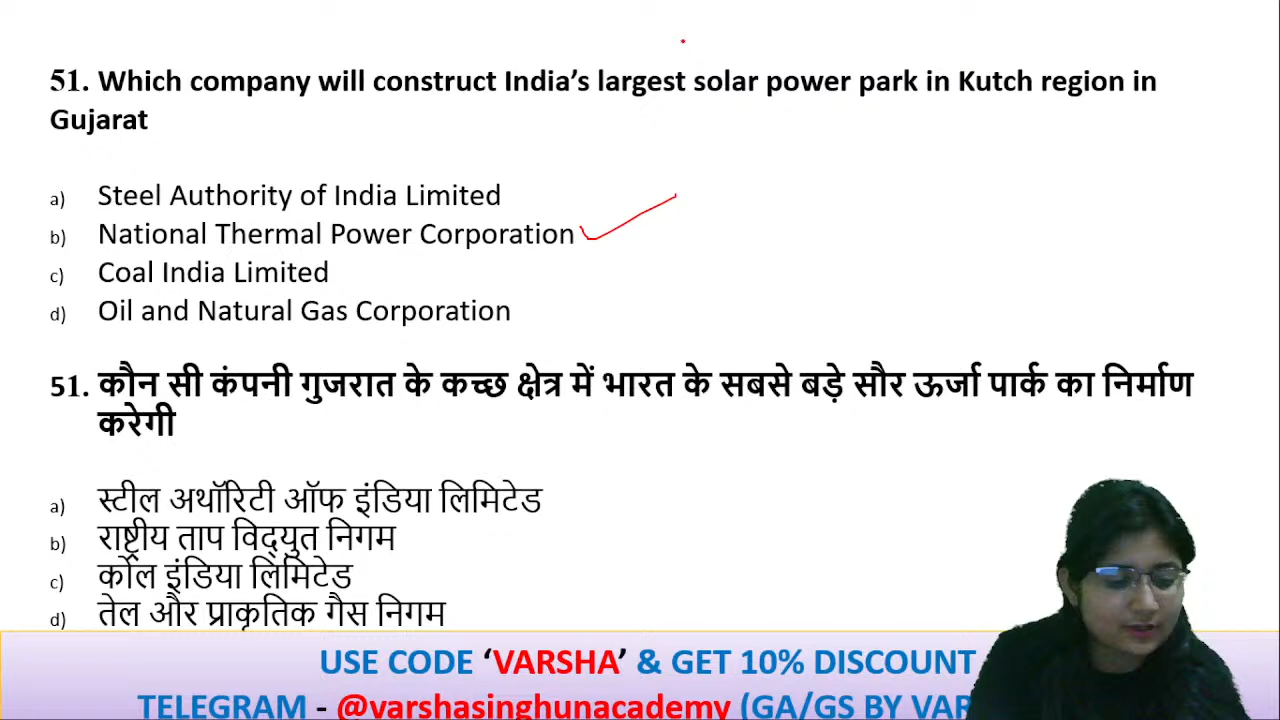 51. Which company will construct India’s largest solar power park in Kutch region in
Gujarat
a) Steel Authority of India Limited
b) National Thermal Power Corporation
c) Coal India Limited
d) Oil and Natural Gas Corporation
51. कौन सी कंपनी गुजरात के कच्छ क्षेत्र में भारत के सबसे बड़े सौर ऊर्जा पार्क का निर्माण
करेगी
a) स्टील अथॉरिटी ऑफ इंडिया लिमिटेड
b) राष्ट्रीय ताप विद्युत निगम
c) कोल इंडिया लिमिटेड
d) तेल और प्राकृतिक गैस निगम
USE CODE ‘VARSHA’ & GET 10% DISCOUNT
TELEGRAM - @varshasinghunacademy (GA/GS BY VAR